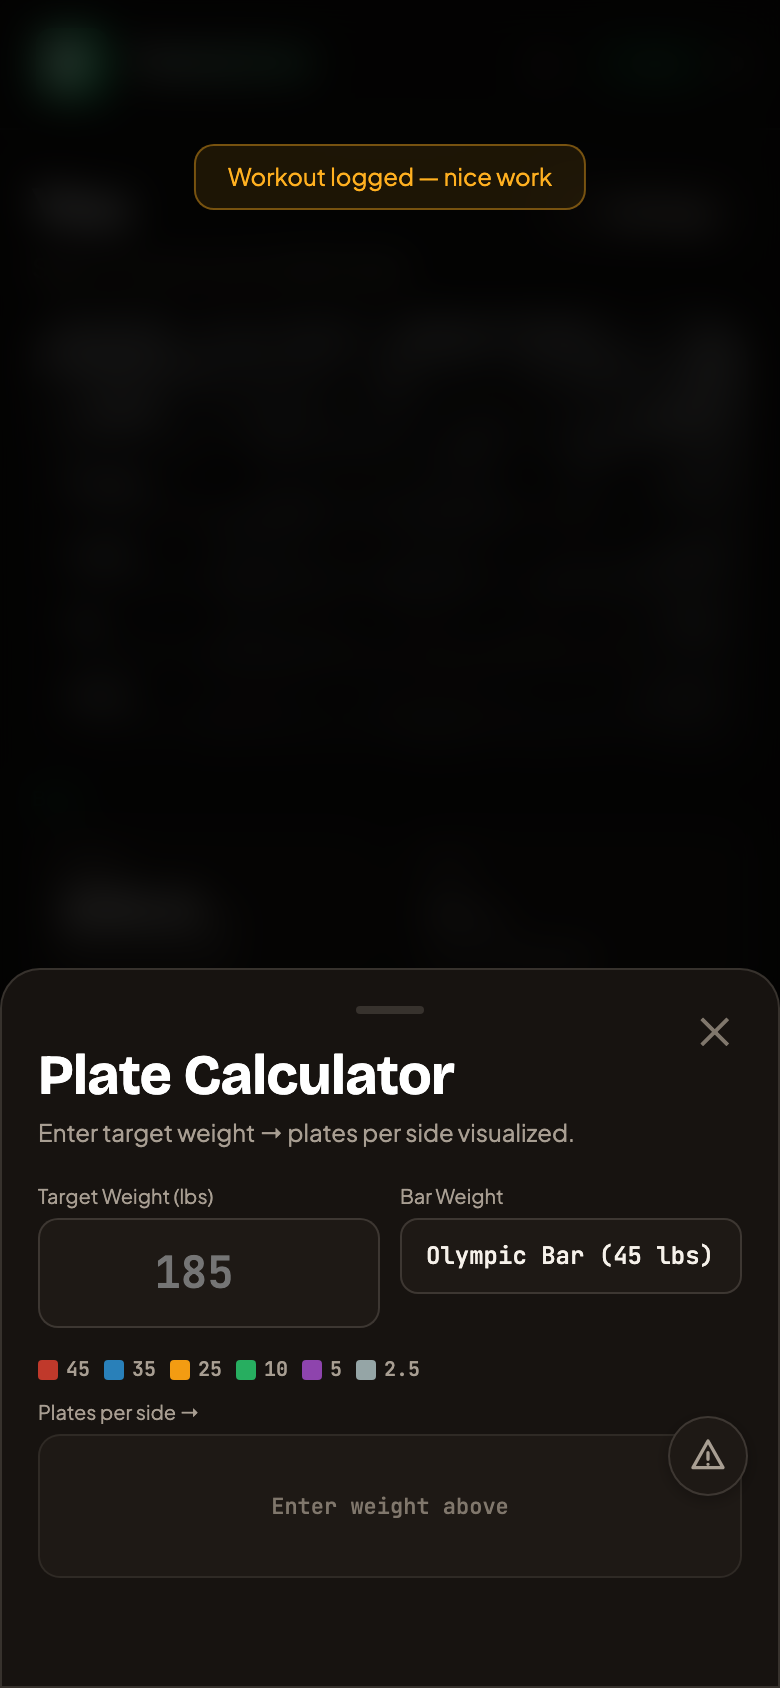 Workout logged — nice work
Plate Calculator
Enter target weight → plates per side visualized.
Target Weight (lbs)
Bar Weight
185
Olympic Bar (45 lbs)
45 35 25 10 5 2.5
Plates per side →
Enter weight above